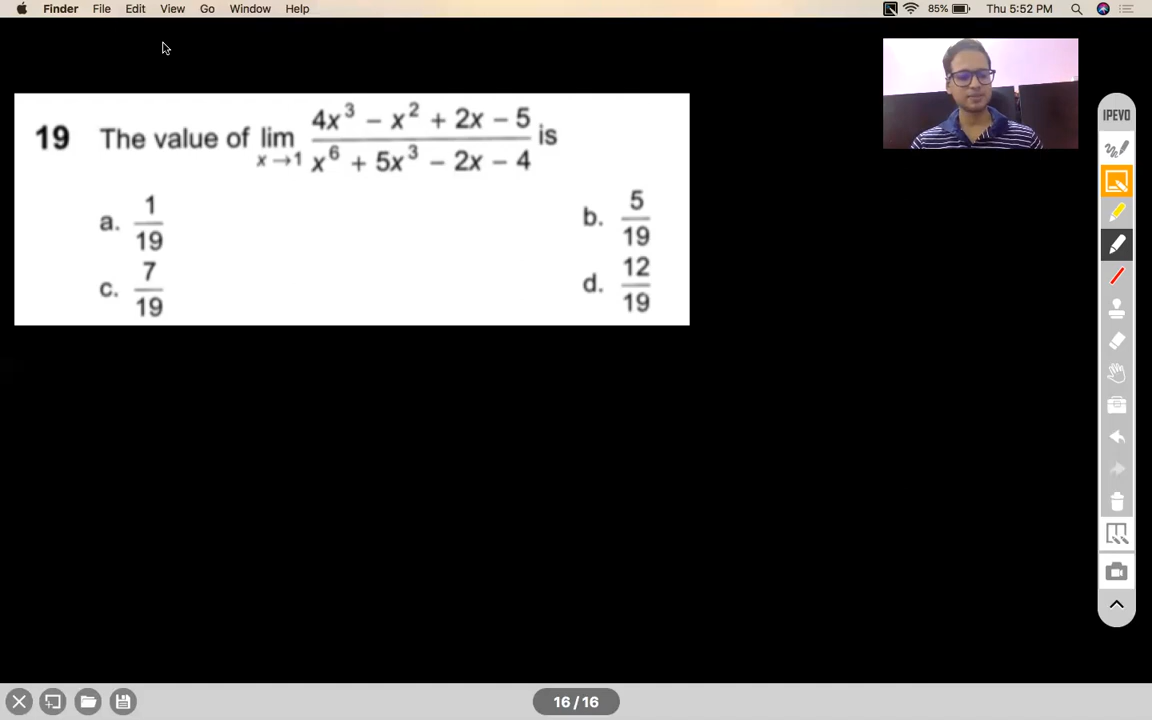 Finder File Edit View Go Window Help 85% Thu 5:52 PM
19 The value of lim x→1 4x³ − x² + 2x − 5 / x⁶ + 5x³ − 2x − 4 is
a. 1/19 b. 5/19
c. 7/19 d. 12/19
IPEVO
16 / 16